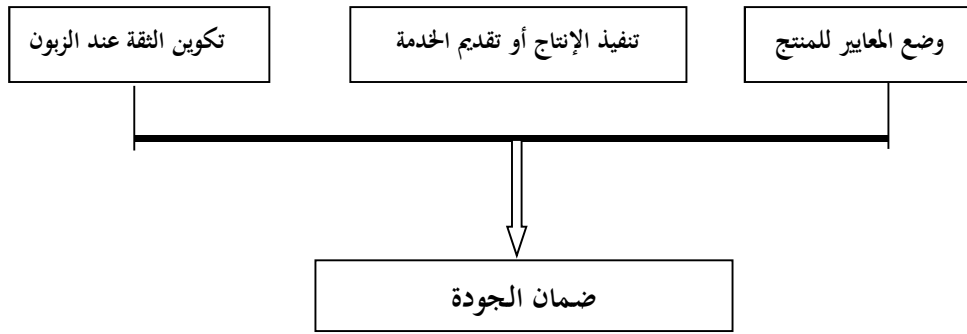 وضع المعايير للمنتج
تنفيذ الإنتاج أو تقديم الخدمة
تكوين الثقة عند الزبون
ضمان الجودة